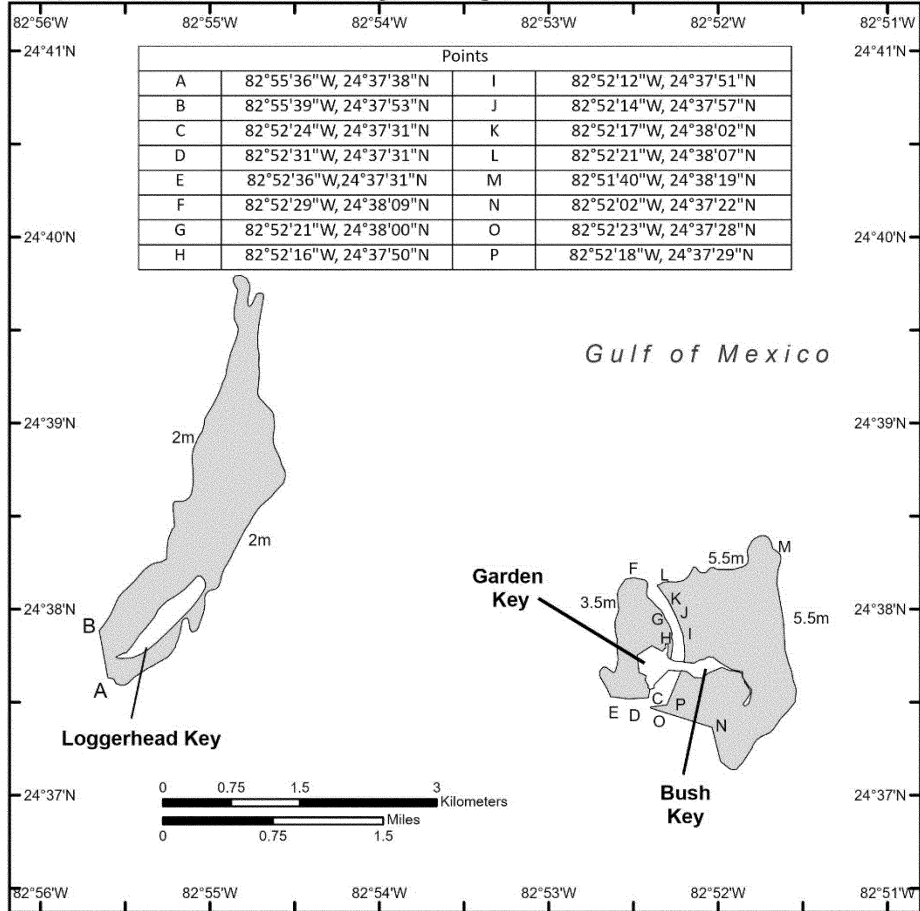 82°56'W 82°55'W 82°54'W 82°53'W 82°52'W 82°51'W
24°41'N 24°41'N
Points
A 82°55'36"W, 24°37'38"N I 82°52'12"W, 24°37'51"N
B 82°55'39"W, 24°37'53"N J 82°52'14"W, 24°37'57"N
C 82°52'24"W, 24°37'31"N K 82°52'17"W, 24°38'02"N
D 82°52'31"W, 24°37'31"N L 82°52'21"W, 24°38'07"N
E 82°52'36"W,24°37'31"N M 82°51'40"W, 24°38'19"N
F 82°52'29"W, 24°38'09"N N 82°52'02"W, 24°37'22"N
G 82°52'21"W, 24°38'00"N O 82°52'23"W, 24°37'28"N
H 82°52'16"W, 24°37'50"N P 82°52'18"W, 24°37'29"N
24°40'N 24°40'N
Gulf of Mexico
24°39'N 24°39'N
2m
2m
M
5.5m
F L
Garden
Key
3.5m
K
24°38'N 5.5m 24°38'N
J
G
B
I
H
A
C P
E D O N
Loggerhead Key
Bush
Key
0 0.75 1.5 3
Kilometers
24°37'N 24°37'N
Miles
0 0.75 1.5
82°56'W 82°55'W 82°54'W 82°53'W 82°52'W 82°51'W